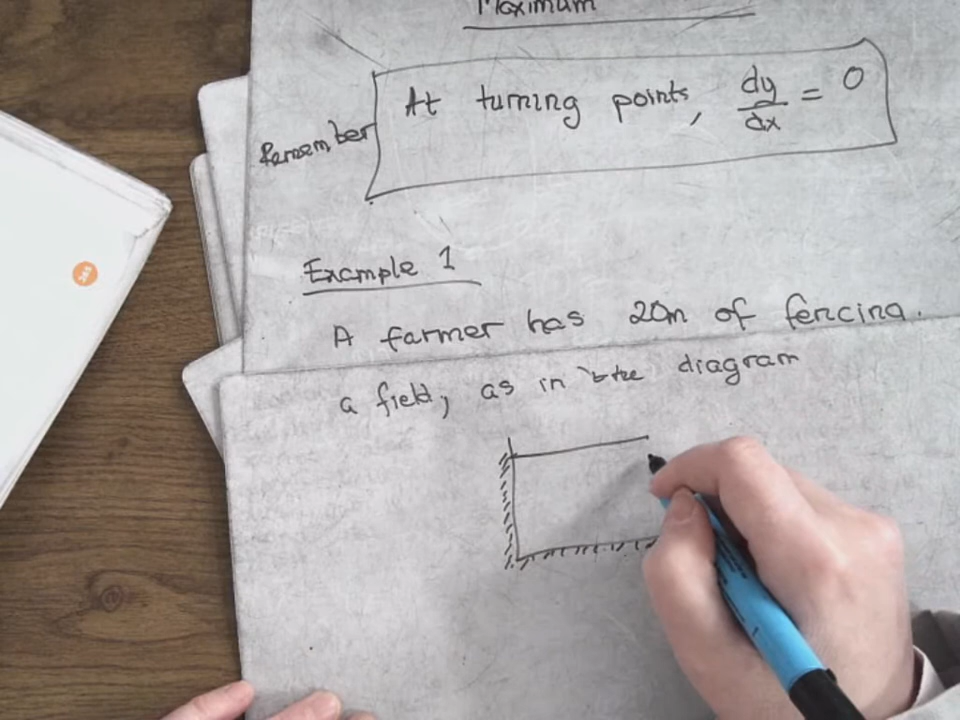 Maximum
Remember
At turning points, dy/dx = 0
Example 1
A farmer has 20m of fencing.
a field, as in the diagram